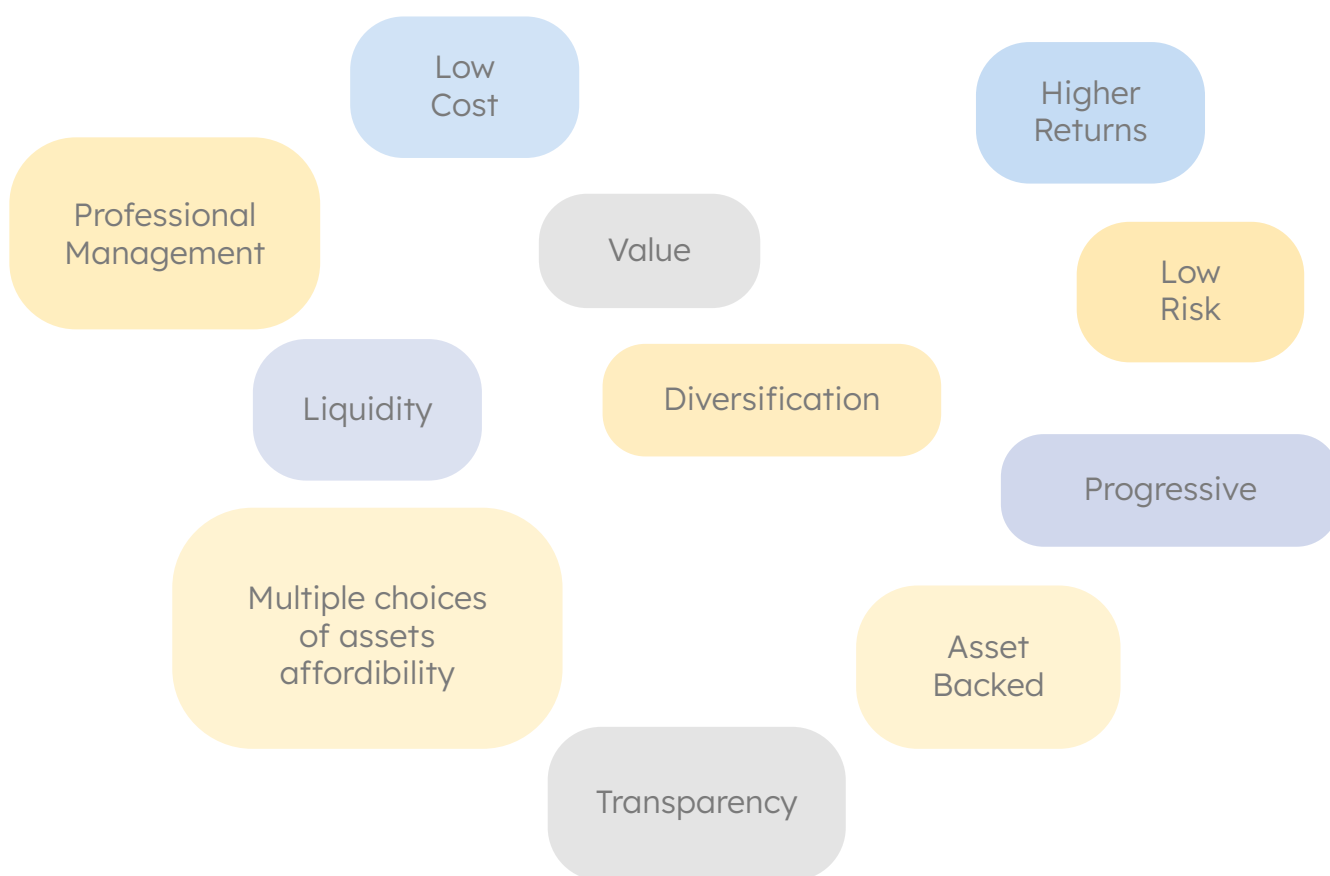 Low
Cost
Higher
Returns
Professional
Management
Value
Low
Risk
Liquidity
Diversification
Progressive
Multiple choices
of assets
affordibility
Asset
Backed
Transparency